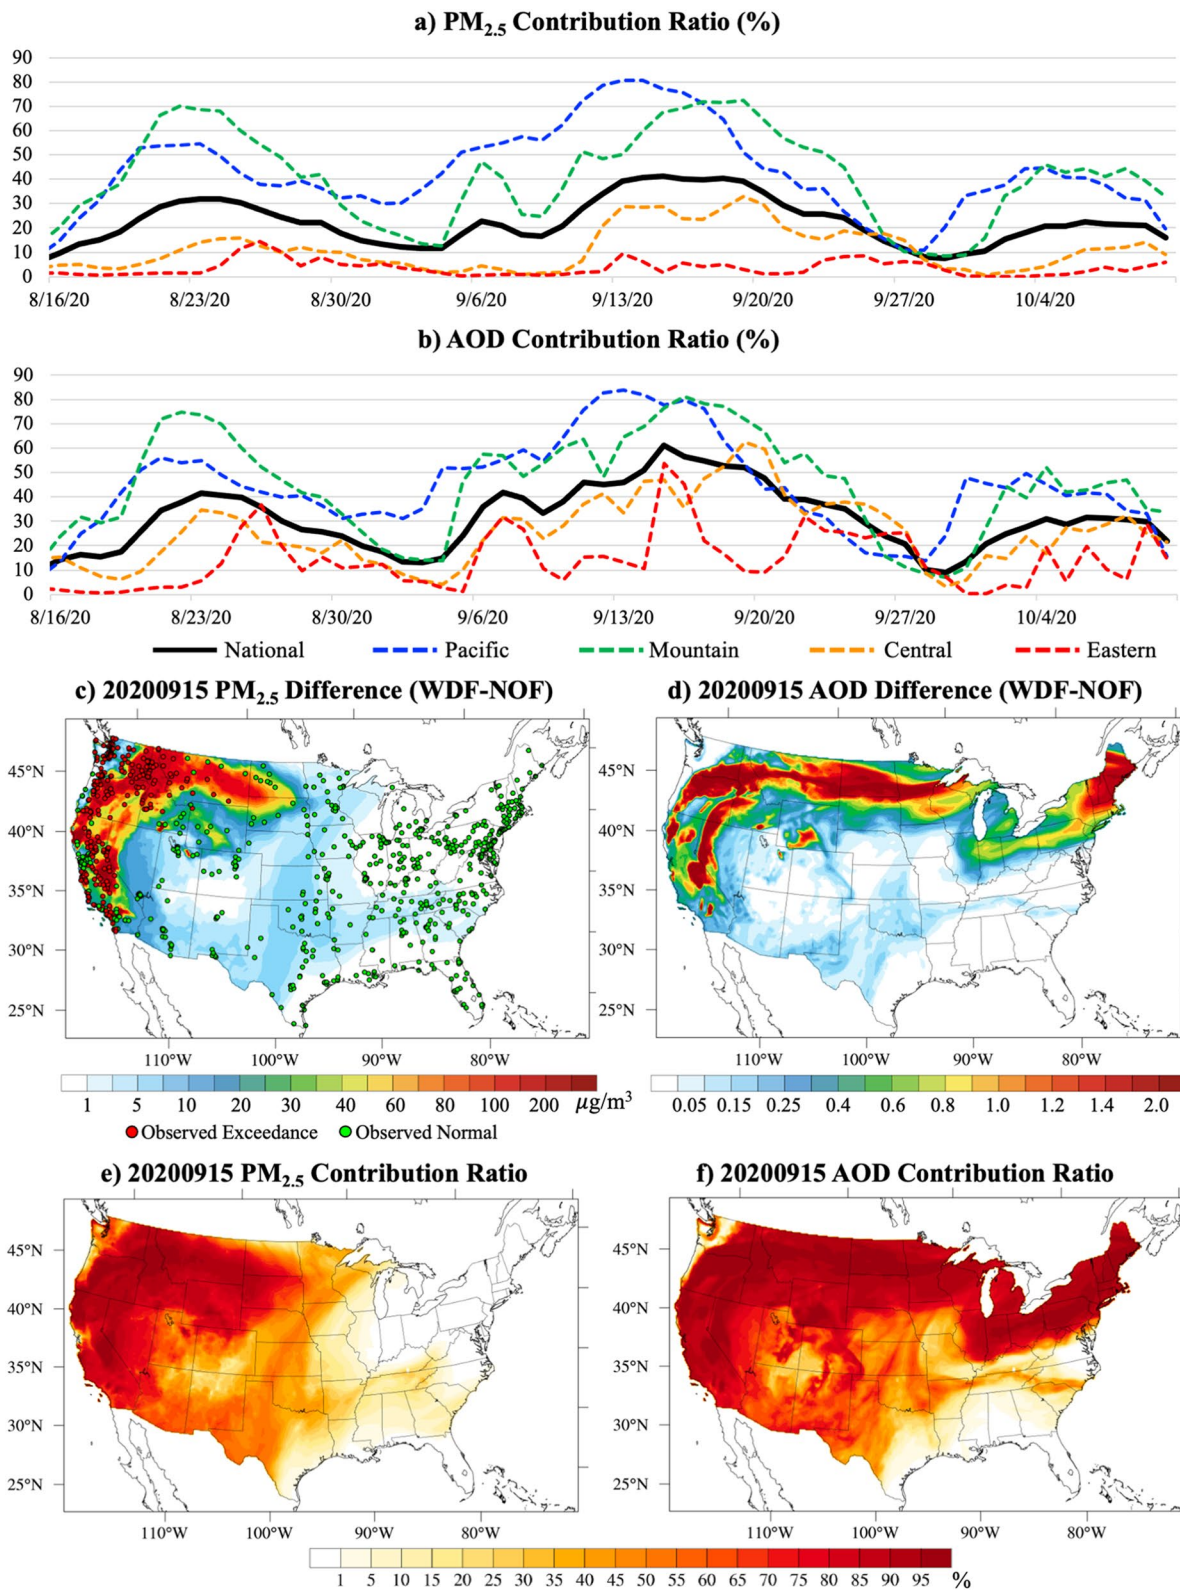 a) PM2.5 Contribution Ratio (%)
90
80
70
60
50
40
30
20
10
0
8/16/20 8/23/20 8/30/20 9/6/20 9/13/20 9/20/20 9/27/20 10/4/20
b) AOD Contribution Ratio (%)
90
80
70
60
50
40
30
20
10
0
8/16/20 8/23/20 8/30/20 9/6/20 9/13/20 9/20/20 9/27/20 10/4/20
National Pacific Mountain Central Eastern
c) 20200915 PM2.5 Difference (WDF-NOF)
45°N
40°N
35°N
30°N
25°N
110°W 100°W 90°W 80°W
1 5 10 20 30 40 60 80 100 200 μg/m³
Observed Exceedance Observed Normal
d) 20200915 AOD Difference (WDF-NOF)
45°N
40°N
35°N
30°N
25°N
110°W 100°W 90°W 80°W
0.05 0.15 0.25 0.4 0.6 0.8 1.0 1.2 1.4 2.0
e) 20200915 PM2.5 Contribution Ratio
45°N
40°N
35°N
30°N
25°N
110°W 100°W 90°W 80°W
f) 20200915 AOD Contribution Ratio
45°N
40°N
35°N
30°N
25°N
110°W 100°W 90°W 80°W
1 5 10 15 20 25 30 35 40 45 50 55 60 65 70 75 80 85 90 95 %